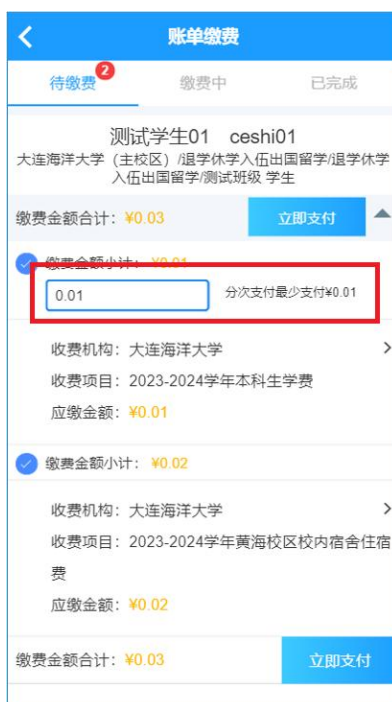 账单缴费
待缴费 2 缴费中 已完成
测试学生01 ceshi01
大连海洋大学（主校区）/退学休学入伍出国留学/退学休学
入伍出国留学/测试班级 学生
缴费金额合计：¥0.03 立即支付
缴费金额小计：¥0.01
0.01 分次支付最少支付¥0.01
收费机构：大连海洋大学
收费项目：2023-2024学年本科生学费
应缴金额：¥0.01
缴费金额小计：¥0.02
收费机构：大连海洋大学
收费项目：2023-2024学年黄海校区校内宿舍住宿
费
应缴金额：¥0.02
缴费金额合计：¥0.03 立即支付